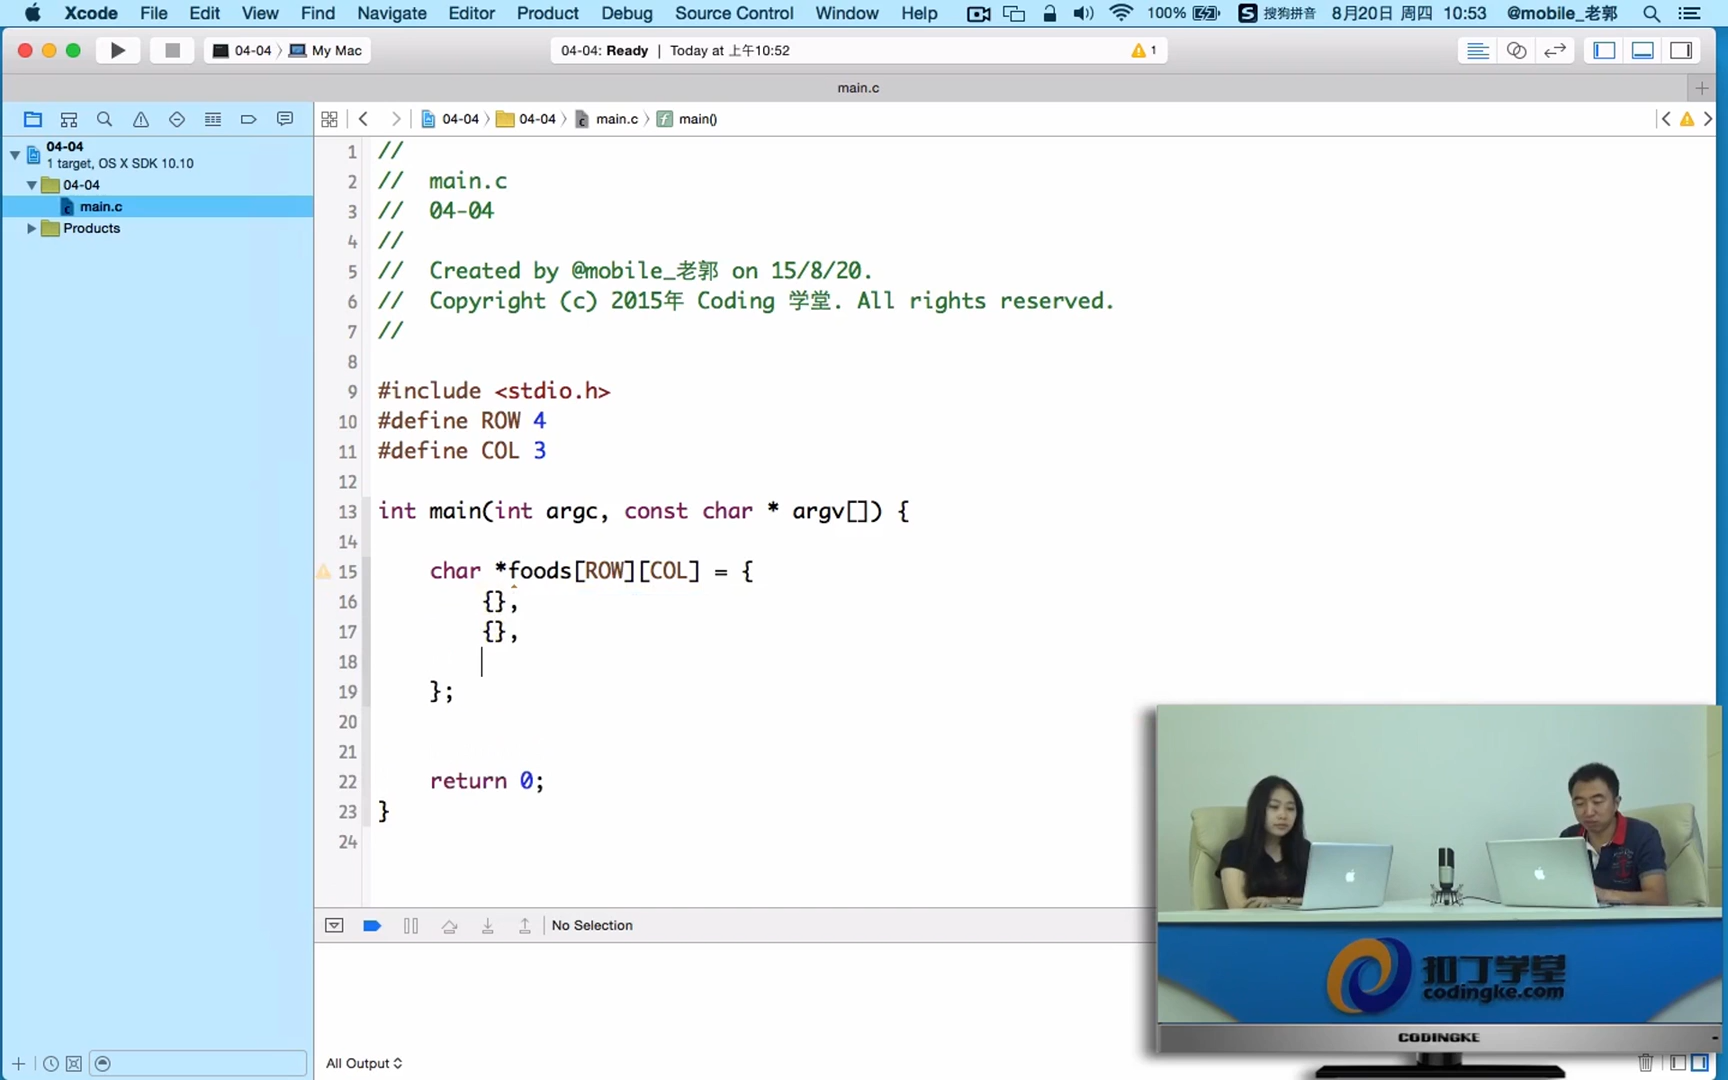 Xcode File Edit View Find Navigate Editor Product Debug Source Control Window Help 100% S 搜狗拼音 8月20日 周四 10:53 @mobile_老郭
04-04 〉 My Mac
04-04: Ready | Today at 上午10:52
1
main.c
04-04 〉 04-04 〉 main.c 〉 main()
04-04
1 target, OS X SDK 10.10
04-04
main.c
Products
1 //
2 //  main.c
3 //  04-04
4 //
5 //  Created by @mobile_老郭 on 15/8/20.
6 //  Copyright (c) 2015年 Coding 学堂. All rights reserved.
7 //
8
9 #include <stdio.h>
10 #define ROW 4
11 #define COL 3
12
13 int main(int argc, const char * argv[]) {
14
15     char *foods[ROW][COL] = {
16         {},
17         {},
18
19     };
20
21
22     return 0;
23 }
24
No Selection
All Output
扣丁学堂
codingke.com
CODINGKE